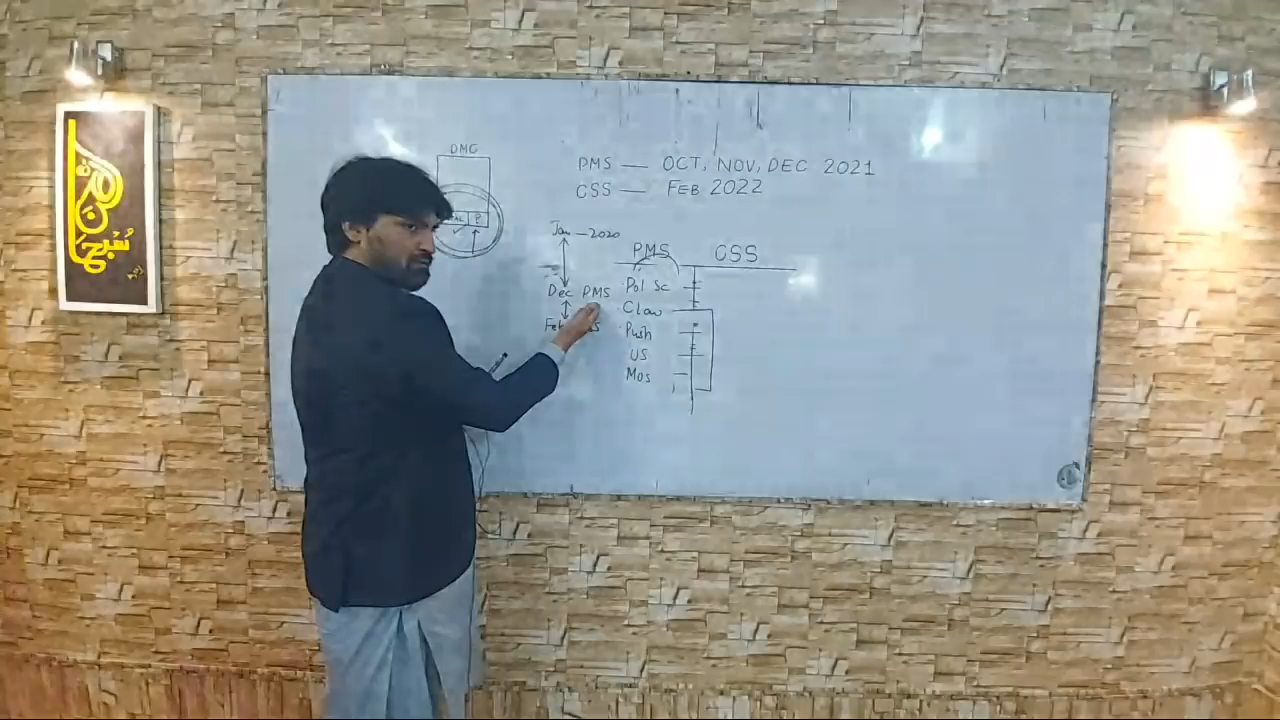 سبحان
DMG
PMS — OCT, NOV, DEC 2021
CSS — FEB 2022
Jan — 2020
PMS CSS
Dec PMS
Pol Sc
Claw
Push
US
Mos